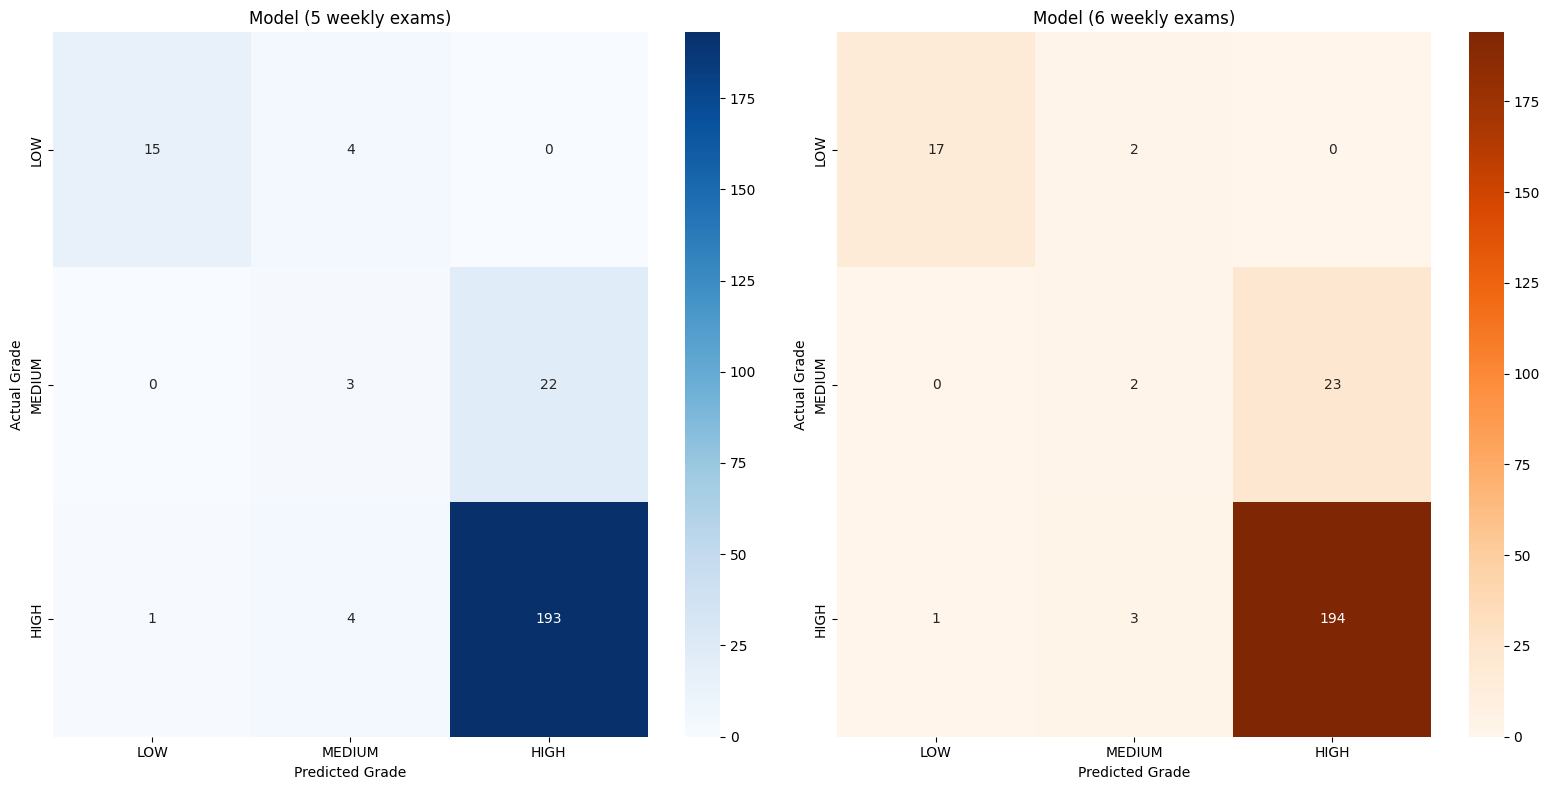 Model (5 weekly exams)
LOW
MEDIUM
HIGH
Actual Grade
15 4 0
0 3 22
1 4 193
LOW MEDIUM HIGH
Predicted Grade
175
150
125
100
75
50
25
0
Model (6 weekly exams)
LOW
MEDIUM
HIGH
Actual Grade
17 2 0
0 2 23
1 3 194
LOW MEDIUM HIGH
Predicted Grade
175
150
125
100
75
50
25
0